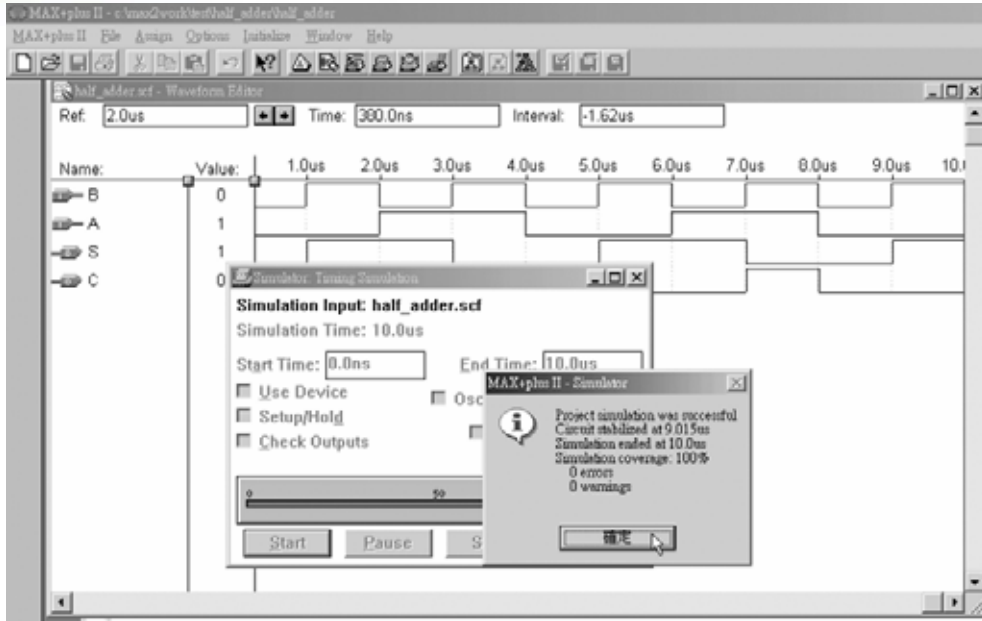 MAX+plus II - c:\max2work\test\half_adder\half_adder
MAX+plus II File Assign Options Initialize Window Help
half_adder.scf - Waveform Editor
Ref: 2.0us Time: 380.0ns Interval: -1.62us
Name: Value: 1.0us 2.0us 3.0us 4.0us 5.0us 6.0us 7.0us 8.0us 9.0us 10.
B 0
A 1
S 1
C 0
Simulator: Timing Simulation
Simulation Input: half_adder.scf
Simulation Time: 10.0us
Start Time: 0.0ns End Time: 10.0us
Use Device
Osc
Setup/Hold
Check Outputs
0 50
Start Pause S
MAX+plus II - Simulator
Project simulation was successful
Circuit stabilized at 9.015us
Simulation ended at 10.0us
Simulation coverage: 100%
0 errors
0 warnings
確定